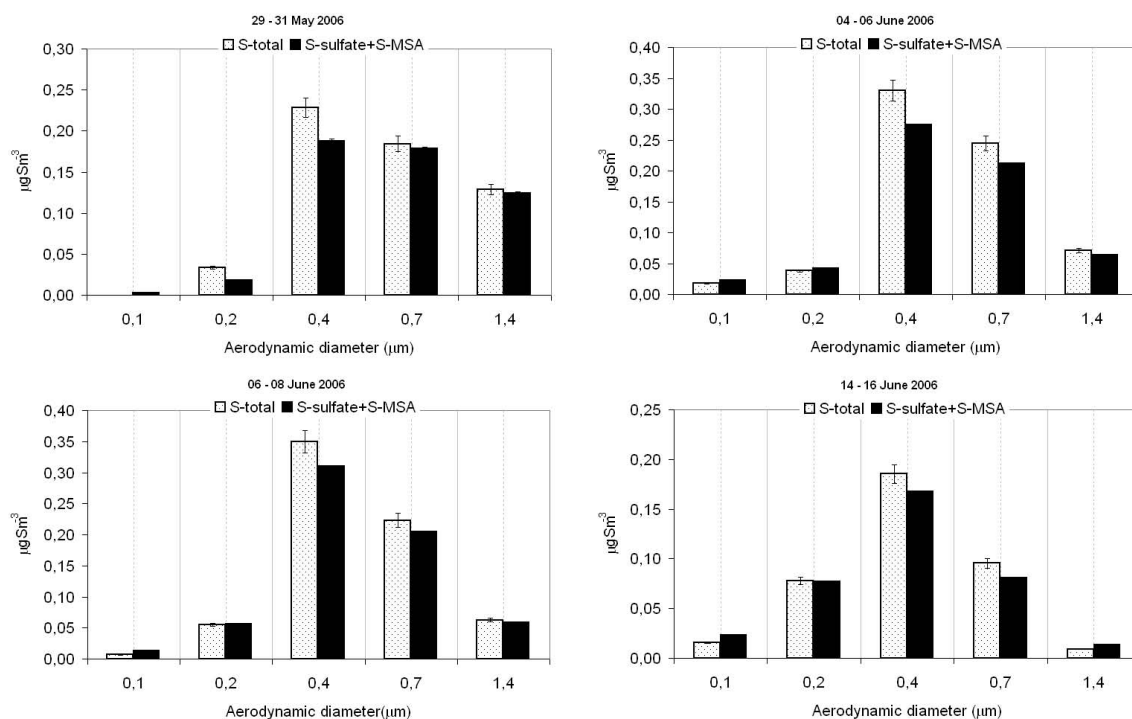 29 - 31 May 2006
S-total S-sulfate+S-MSA
0,30
0,25
0,20
0,15
0,10
0,05
0,00
µgSm⁻³
0,1 0,2 0,4 0,7 1,4
Aerodynamic diameter (µm)
04 - 06 June 2006
S-total S-sulfate+S-MSA
0,40
0,35
0,30
0,25
0,20
0,15
0,10
0,05
0,00
µgSm⁻³
0,1 0,2 0,4 0,7 1,4
Aerodynamic diameter (µm)
06 - 08 June 2006
S-total S-sulfate+S-MSA
0,40
0,35
0,30
0,25
0,20
0,15
0,10
0,05
0,00
µgSm⁻³
0,1 0,2 0,4 0,7 1,4
Aerodynamic diameter(µm)
14 - 16 June 2006
S-total S-sulfate+S-MSA
0,25
0,20
0,15
0,10
0,05
0,00
µgSm⁻³
0,1 0,2 0,4 0,7 1,4
Aerodynamic diameter (µm)